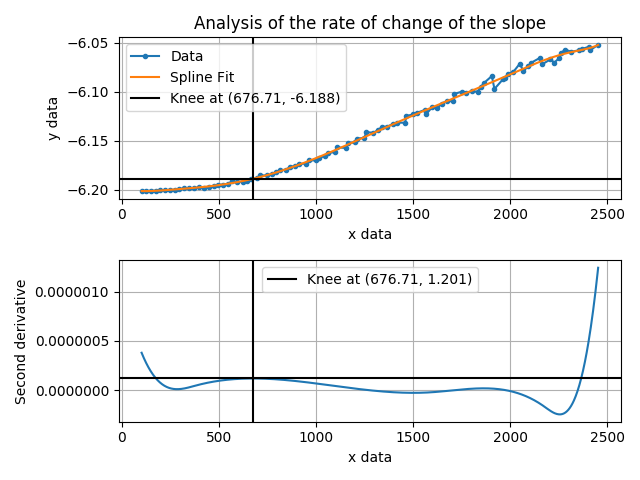 Analysis of the rate of change of the slope
−6.05
−6.10
−6.15
−6.20
y data
Data
Spline Fit
Knee at (676.71, -6.188)
0 500 1000 1500 2000 2500
x data
0.0000010
0.0000005
0.0000000
Second derivative
Knee at (676.71, 1.201)
0 500 1000 1500 2000 2500
x data